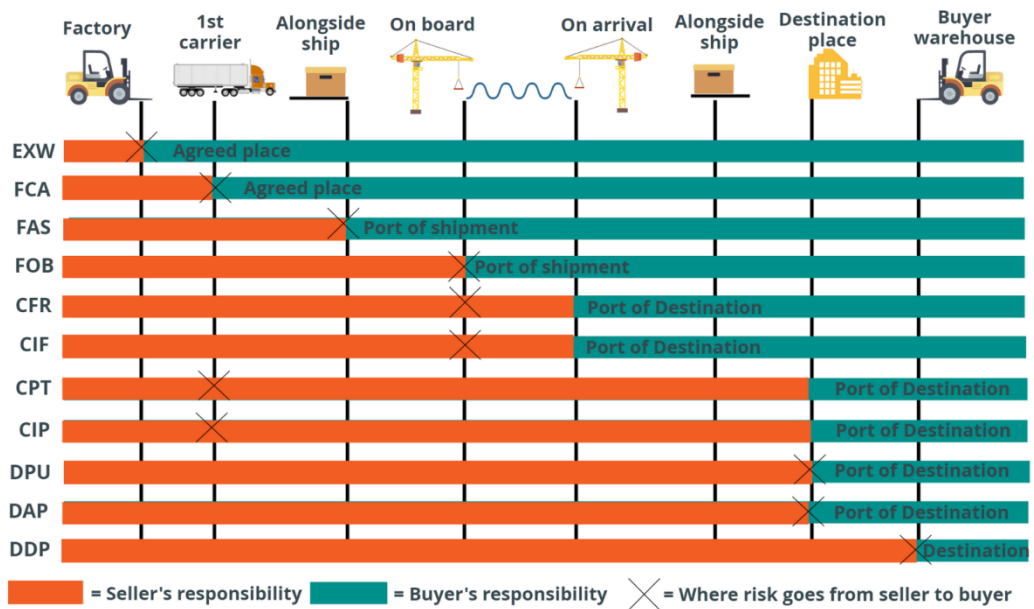 Factory
1st
carrier
Alongside
ship
On board
On arrival
Alongside
ship
Destination
place
Buyer
warehouse
EXW
Agreed place
FCA
Agreed place
FAS
Port of shipment
FOB
Port of shipment
CFR
Port of Destination
CIF
Port of Destination
CPT
Port of Destination
CIP
Port of Destination
DPU
Port of Destination
DAP
Port of Destination
DDP
Destination
= Seller's responsibility
= Buyer's responsibility
= Where risk goes from seller to buyer